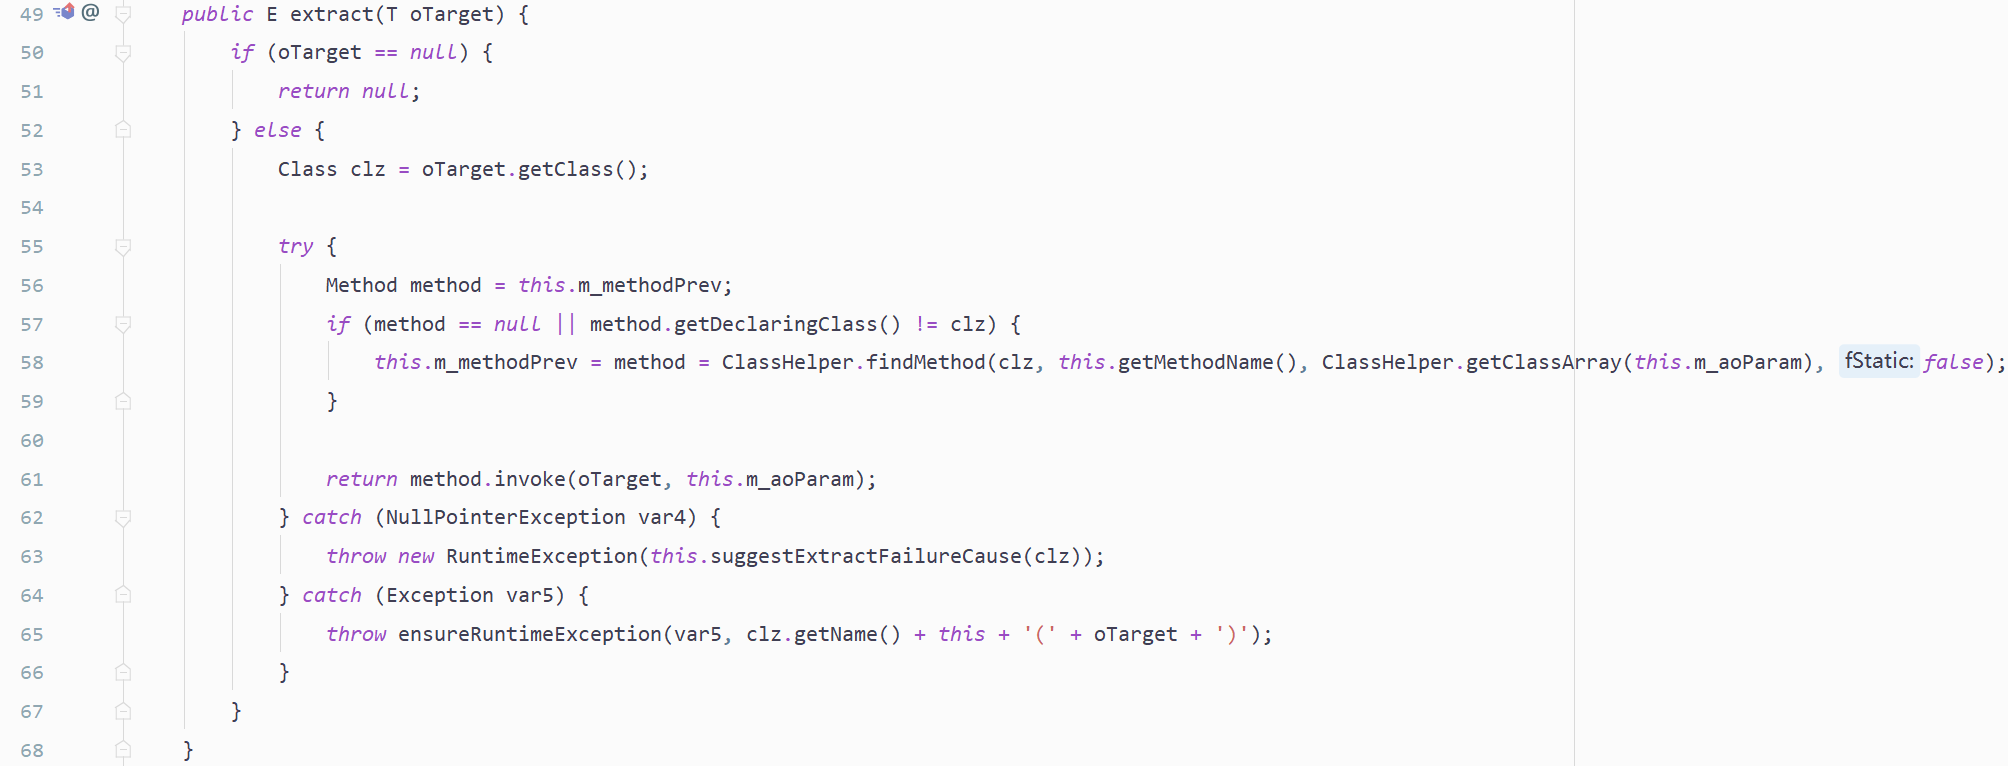 49 @ public E extract(T oTarget) {
50 if (oTarget == null) {
51 return null;
52 } else {
53 Class clz = oTarget.getClass();
54
55 try {
56 Method method = this.m_methodPrev;
57 if (method == null || method.getDeclaringClass() != clz) {
58 this.m_methodPrev = method = ClassHelper.findMethod(clz, this.getMethodName(), ClassHelper.getClassArray(this.m_aoParam), fStatic: false);
59 }
60
61 return method.invoke(oTarget, this.m_aoParam);
62 } catch (NullPointerException var4) {
63 throw new RuntimeException(this.suggestExtractFailureCause(clz));
64 } catch (Exception var5) {
65 throw ensureRuntimeException(var5, clz.getName() + this + '(' + oTarget + ')');
66 }
67 }
68 }